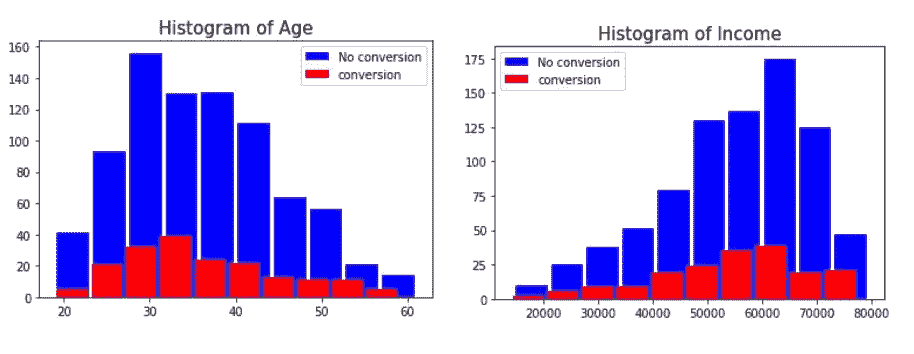 Histogram of Age
160
140
120
100
80
60
40
20
0
No conversion
conversion
20 30 40 50 60
Histogram of Income
175
150
125
100
75
50
25
0
No conversion
conversion
20000 30000 40000 50000 60000 70000 80000